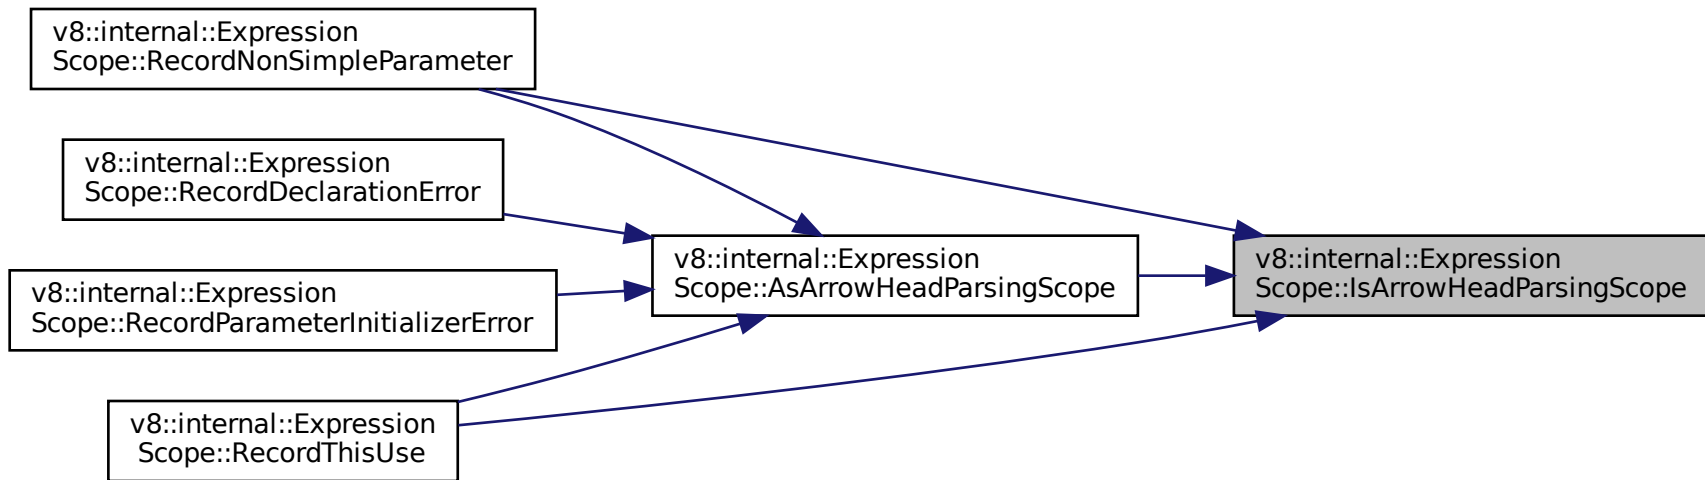 v8::internal::Expression
Scope::RecordNonSimpleParameter
v8::internal::Expression
Scope::RecordDeclarationError
v8::internal::Expression
Scope::AsArrowHeadParsingScope
v8::internal::Expression
Scope::IsArrowHeadParsingScope
v8::internal::Expression
Scope::RecordParameterInitializerError
v8::internal::Expression
Scope::RecordThisUse